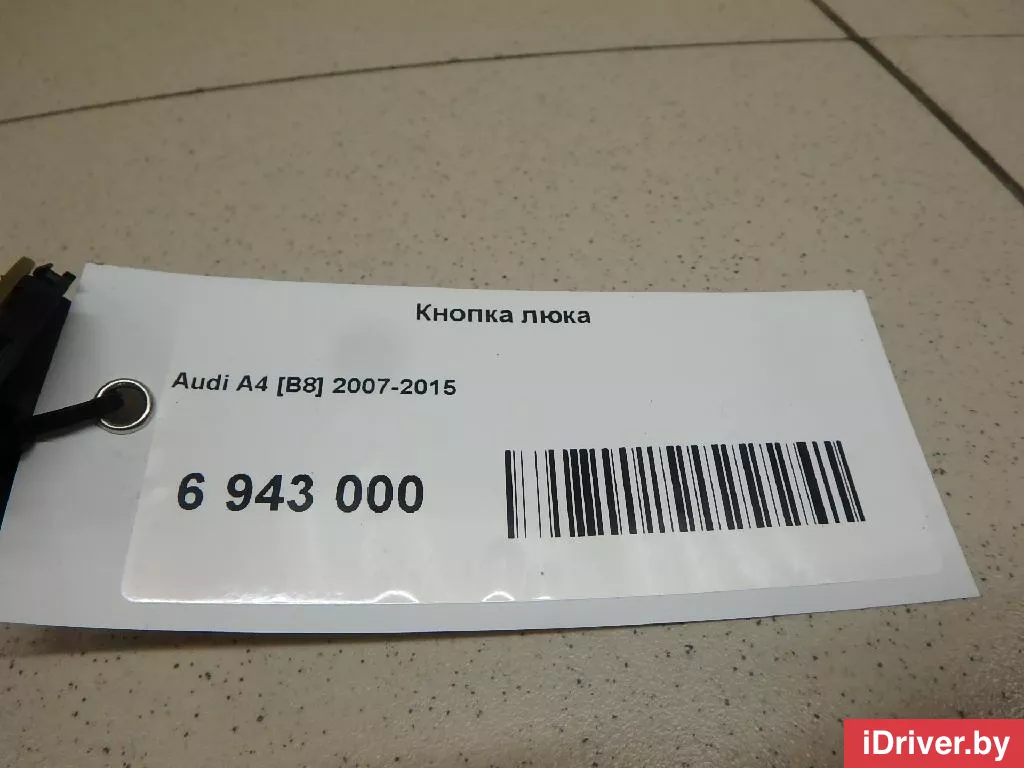 Кнопка люка
Audi A4 [B8] 2007-2015
6 943 000
iDriver.by